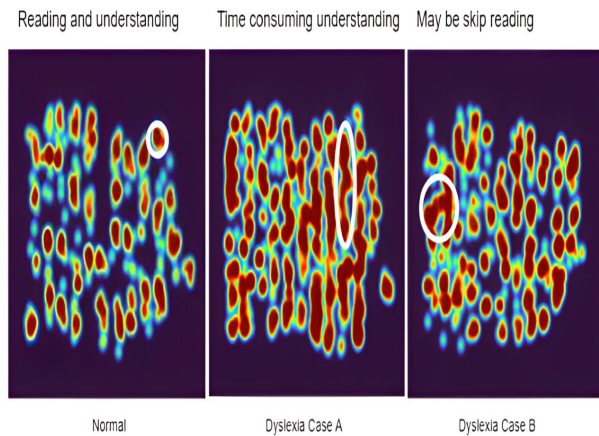 Reading and understanding
Time consuming understanding
May be skip reading
Normal
Dyslexia Case A
Dyslexia Case B